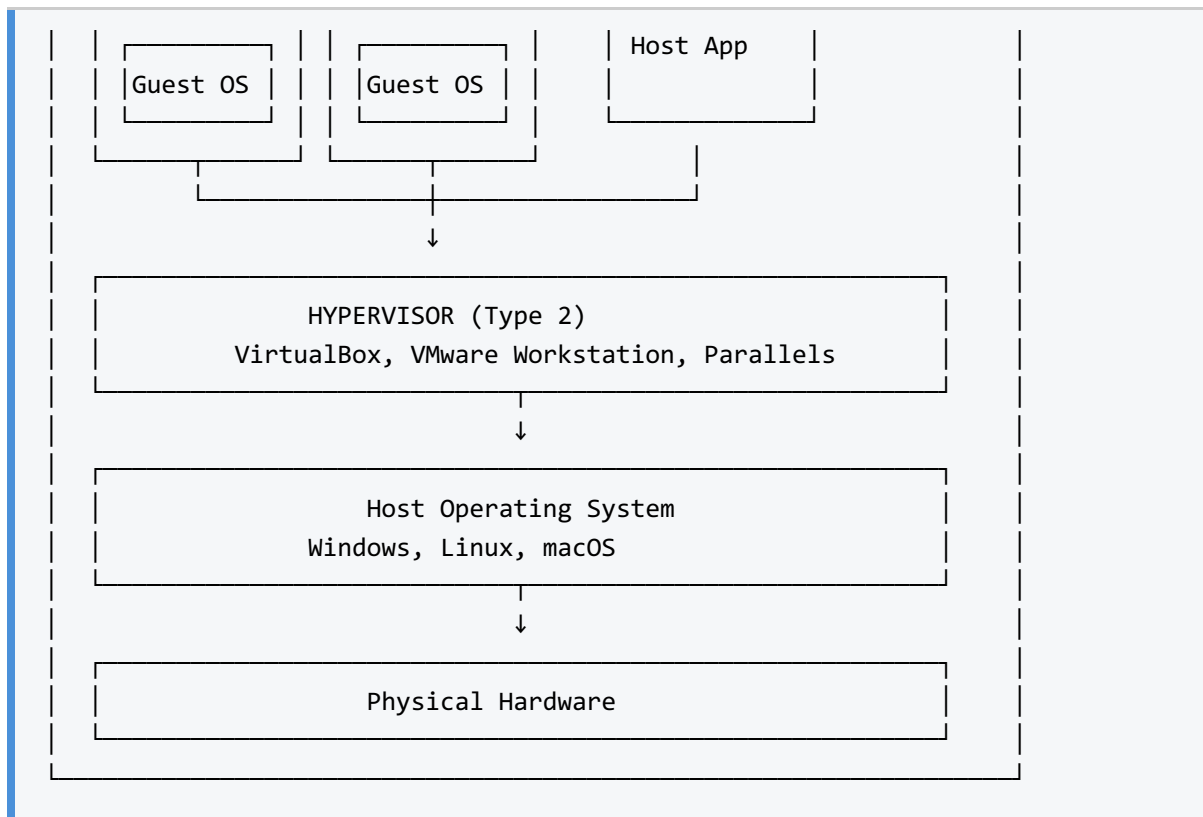 Host App
Guest OS Guest OS
HYPERVISOR (Type 2)
VirtualBox, VMware Workstation, Parallels
Host Operating System
Windows, Linux, macOS
Physical Hardware